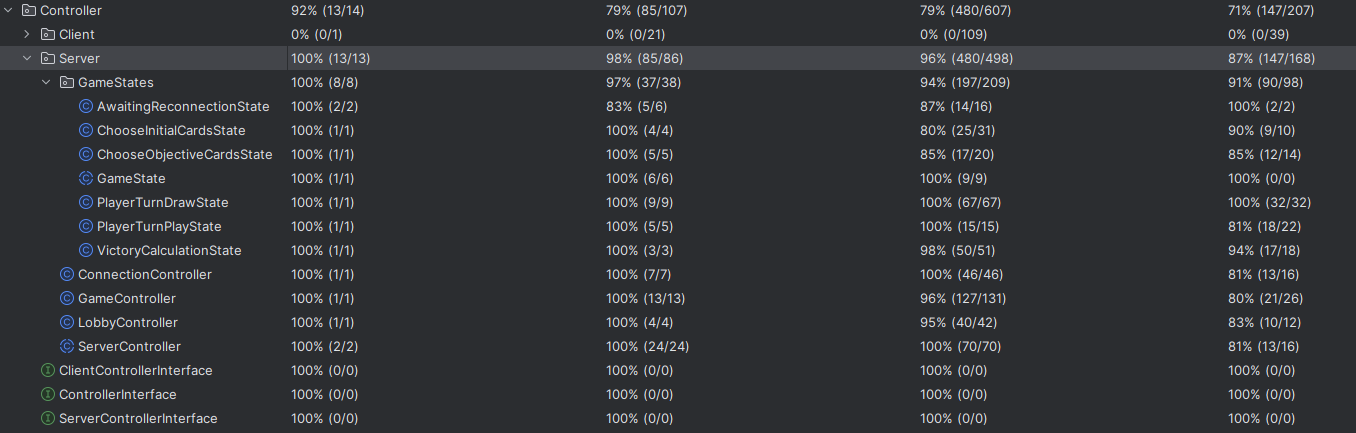 Controller 92% (13/14) 79% (85/107) 79% (480/607) 71% (147/207)
Client 0% (0/1) 0% (0/21) 0% (0/109) 0% (0/39)
Server 100% (13/13) 98% (85/86) 96% (480/498) 87% (147/168)
GameStates 100% (8/8) 97% (37/38) 94% (197/209) 91% (90/98)
AwaitingReconnectionState 100% (2/2) 83% (5/6) 87% (14/16) 100% (2/2)
ChooseInitialCardsState 100% (1/1) 100% (4/4) 80% (25/31) 90% (9/10)
ChooseObjectiveCardsState 100% (1/1) 100% (5/5) 85% (17/20) 85% (12/14)
GameState 100% (1/1) 100% (6/6) 100% (9/9) 100% (0/0)
PlayerTurnDrawState 100% (1/1) 100% (9/9) 100% (67/67) 100% (32/32)
PlayerTurnPlayState 100% (1/1) 100% (5/5) 100% (15/15) 81% (18/22)
VictoryCalculationState 100% (1/1) 100% (3/3) 98% (50/51) 94% (17/18)
ConnectionController 100% (1/1) 100% (7/7) 100% (46/46) 81% (13/16)
GameController 100% (1/1) 100% (13/13) 96% (127/131) 80% (21/26)
LobbyController 100% (1/1) 100% (4/4) 95% (40/42) 83% (10/12)
ServerController 100% (2/2) 100% (24/24) 100% (70/70) 81% (13/16)
ClientControllerInterface 100% (0/0) 100% (0/0) 100% (0/0) 100% (0/0)
ControllerInterface 100% (0/0) 100% (0/0) 100% (0/0) 100% (0/0)
ServerControllerInterface 100% (0/0) 100% (0/0) 100% (0/0) 100% (0/0)